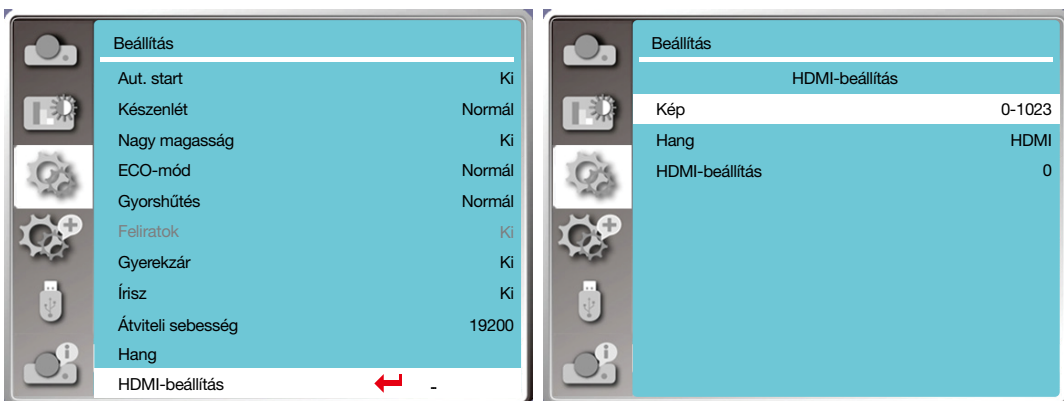 Beállítás
Aut. start Ki
Készenlét Normál
Nagy magasság Ki
ECO-mód Normál
Gyorshűtés Normál
Feliratok Ki
Gyerekzár Ki
Írisz Ki
Átviteli sebesség 19200
Hang
HDMI-beállítás -
Beállítás
HDMI-beállítás
Kép 0-1023
Hang HDMI
HDMI-beállítás 0